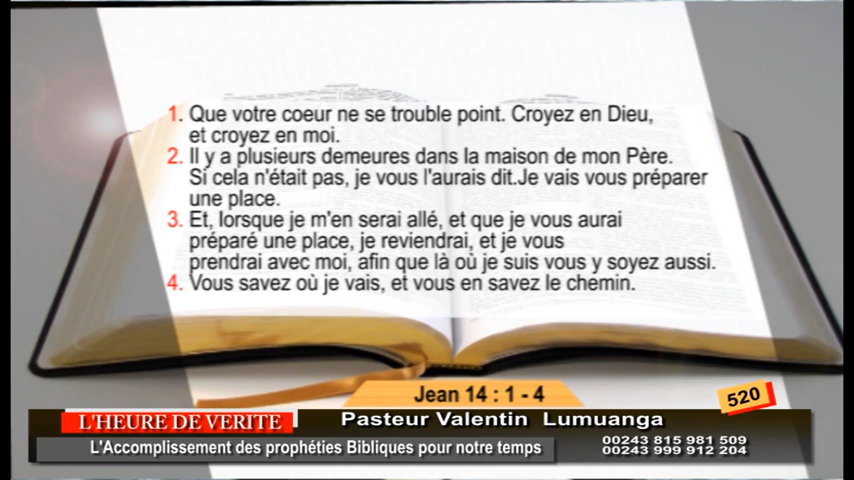 1. Que votre coeur ne se trouble point. Croyez en Dieu,
et croyez en moi.
2. Il y a plusieurs demeures dans la maison de mon Père.
Si cela n'était pas, je vous l'aurais dit.Je vais vous préparer
une place.
3. Et, lorsque je m'en serai allé, et que je vous aurai
préparé une place, je reviendrai, et je vous
prendrai avec moi, afin que là où je suis vous y soyez aussi.
4. Vous savez où je vais, et vous en savez le chemin.
Jean 14 : 1 - 4
520
L'HEURE DE VERITE
Pasteur Valentin Lumuanga
L'Accomplissement des prophéties Bibliques pour notre temps
00243 815 981 509
00243 999 912 204